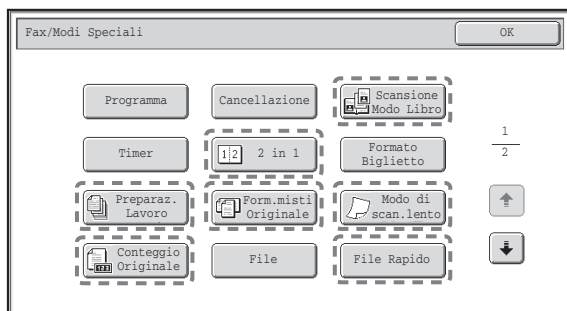 Fax/Modi Speciali
OK
Programma
Cancellazione
Scansione
Modo Libro
Timer
1 2
2 in 1
Formato
Biglietto
1
2
Preparaz.
Lavoro
Form.misti
Originale
Modo di
scan.lento
Conteggio
Originale
123
File
File Rapido